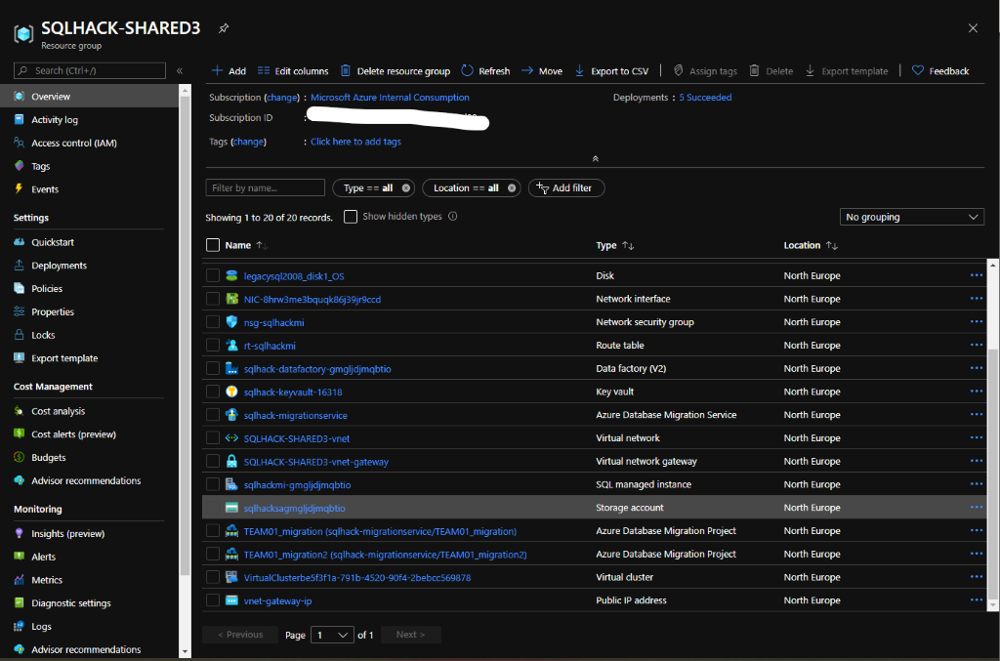 SQLHACK-SHARED3
Resource group
Search (Ctrl+/)
«
Add
Edit columns
Delete resource group
Refresh
Move
Export to CSV
Assign tags
Delete
Export template
Feedback
Overview
Activity log
Access control (IAM)
Tags
Events
Settings
Quickstart
Deployments
Policies
Properties
Locks
Export template
Cost Management
Cost analysis
Cost alerts (preview)
Budgets
Advisor recommendations
Monitoring
Insights (preview)
Alerts
Metrics
Diagnostic settings
Logs
Advisor recommendations
Subscription (change) : Microsoft Azure Internal Consumption
Deployments : 5 Succeeded
Subscription ID :
Tags (change) : Click here to add tags
Filter by name...
Type == all
Location == all
Add filter
Showing 1 to 20 of 20 records.
Show hidden types
No grouping
Name Type Location
legacysql2008_disk1_OS Disk North Europe
NIC-8hrw3me3bquqk86j39jr9ccd Network interface North Europe
nsg-sqlhackmi Network security group North Europe
rt-sqlhackmi Route table North Europe
sqlhack-datafactory-gmgljdjmqbtio Data factory (V2) North Europe
sqlhack-keyvault-16318 Key vault North Europe
sqlhack-migrationservice Azure Database Migration Service North Europe
SQLHACK-SHARED3-vnet Virtual network North Europe
SQLHACK-SHARED3-vnet-gateway Virtual network gateway North Europe
sqlhackmi-gmgljdjmqbtio SQL managed instance North Europe
sqlhacksagmgljdjmqbtio Storage account North Europe
TEAM01_migration (sqlhack-migrationservice/TEAM01_migration) Azure Database Migration Project North Europe
TEAM01_migration2 (sqlhack-migrationservice/TEAM01_migration2) Azure Database Migration Project North Europe
VirtualClusterbe5f3f1a-791b-4520-90f4-2bebcc569878 Virtual cluster North Europe
vnet-gateway-ip Public IP address North Europe
< Previous
Page 1 of 1
Next >